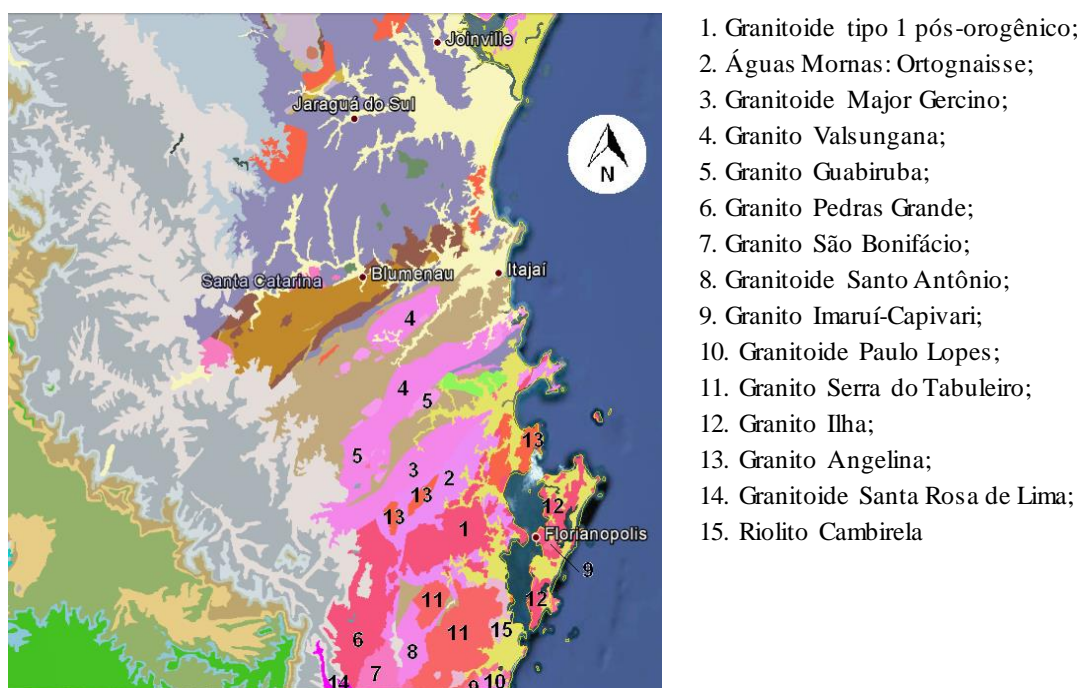 Joinville
Jaraguá do Sul
N
Santa Catarina
Blumenau
Itajaí
4
4
5
13
5
3
2
13
12
13
1
Florianopolis
9
11
12
6
8
11
15
7
14
9
10
1. Granitoide tipo 1 pós-orogênico;
2. Águas Mornas: Ortognaisse;
3. Granitoide Major Gercino;
4. Granito Valsungana;
5. Granito Guabiruba;
6. Granito Pedras Grande;
7. Granito São Bonifácio;
8. Granitoide Santo Antônio;
9. Granito Imaruí-Capivari;
10. Granitoide Paulo Lopes;
11. Granito Serra do Tabuleiro;
12. Granito Ilha;
13. Granito Angelina;
14. Granitoide Santa Rosa de Lima;
15. Riolito Cambirela